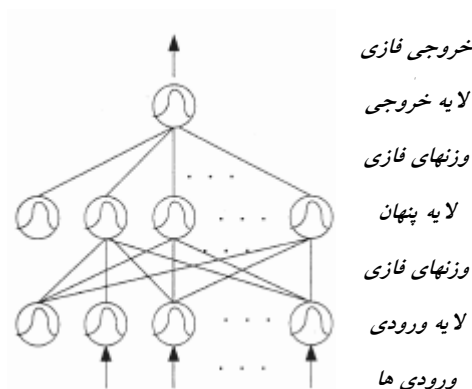 خروجی فازی
لایه خروجی
وزنهای فازی
لایه پنهان
وزنهای فازی
لایه ورودی
ورودی ها